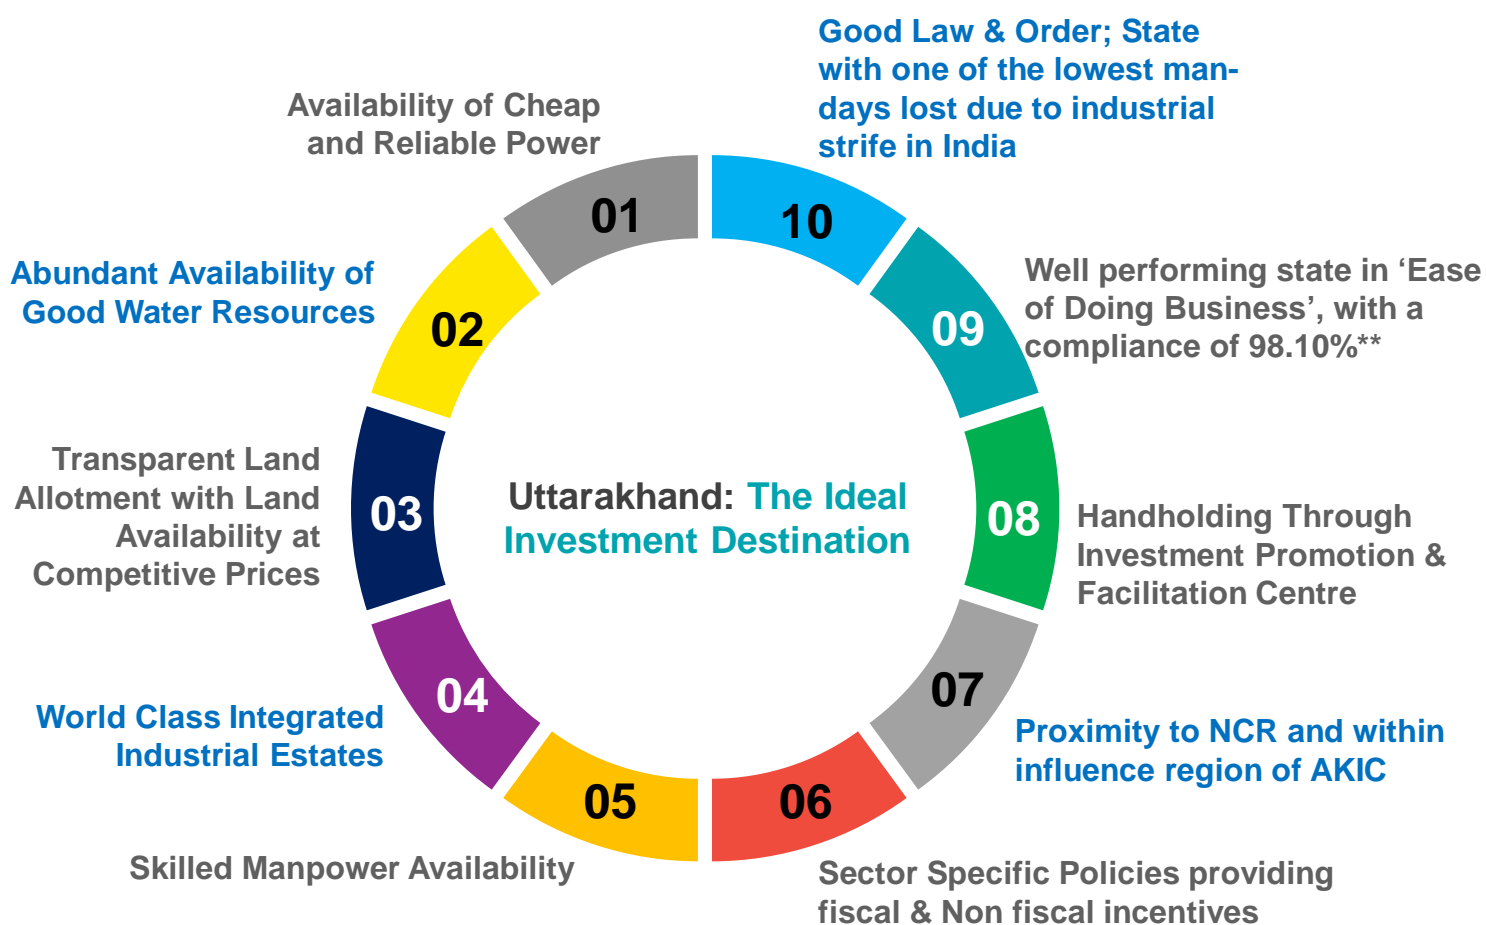 Good Law & Order; State
with one of the lowest man-
days lost due to industrial
strife in India
10
Availability of Cheap
and Reliable Power
01
Abundant Availability of
Good Water Resources
02
Well performing state in ‘Ease
of Doing Business’, with a
compliance of 98.10%**
09
Transparent Land
Allotment with Land
Availability at
Competitive Prices
03
Uttarakhand: The Ideal
Investment Destination
08
Handholding Through
Investment Promotion &
Facilitation Centre
World Class Integrated
Industrial Estates
04
07
Proximity to NCR and within
influence region of AKIC
05
Skilled Manpower Availability
06
Sector Specific Policies providing
fiscal & Non fiscal incentives